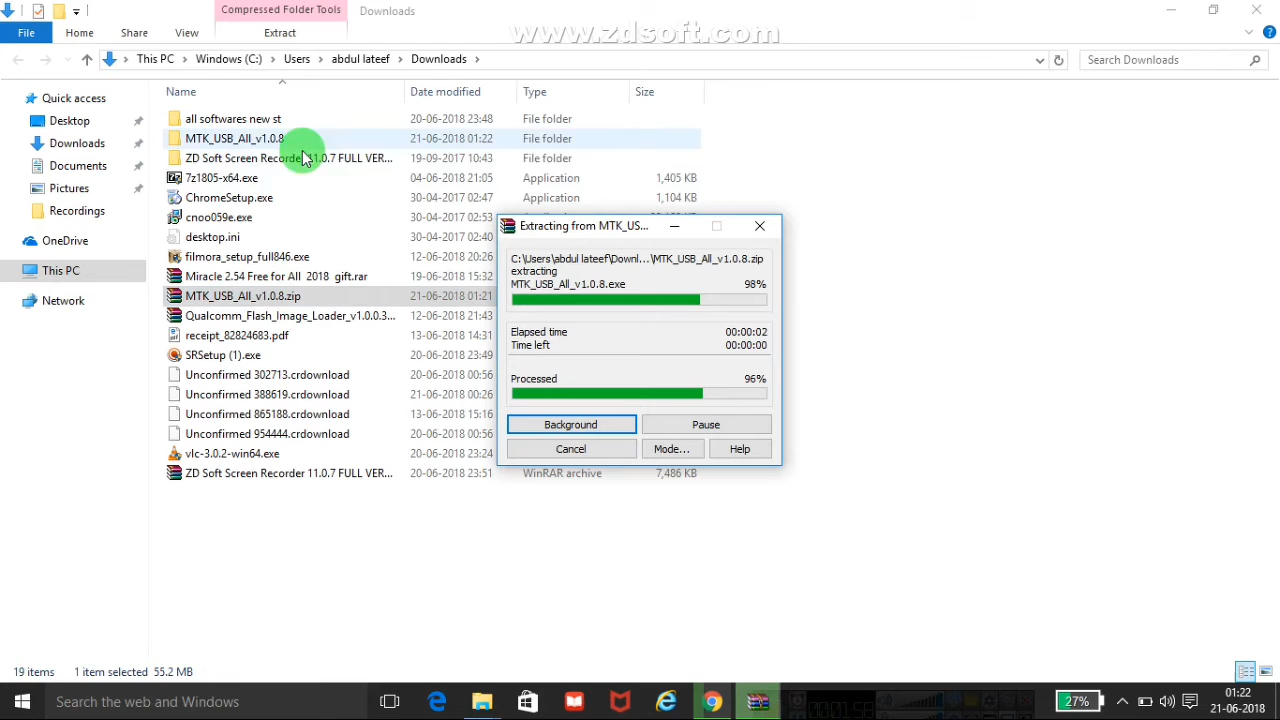 Compressed Folder Tools
Downloads
www.zdsoft.com
File
Home
Share
View
Extract
This PC
Windows (C:)
Users
abdul lateef
Downloads
Search Downloads
Name
Date modified
Type
Size
Quick access
Desktop
Downloads
Documents
Pictures
Recordings
OneDrive
This PC
Network
all softwares new st 20-06-2018 23:48 File folder
MTK_USB_All_v1.0.8 21-06-2018 01:22 File folder
ZD Soft Screen Recorder 11.0.7 FULL VER... 19-09-2017 10:43 File folder
7z1805-x64.exe 04-06-2018 21:05 Application 1,405 KB
ChromeSetup.exe 30-04-2017 02:47 Application 1,104 KB
cnoo059e.exe 30-04-2017 02:53
desktop.ini 30-04-2017 02:40
filmora_setup_full846.exe 12-06-2018 20:26
Miracle 2.54 Free for All 2018 gift.rar 19-06-2018 15:32
MTK_USB_All_v1.0.8.zip 21-06-2018 01:21
Qualcomm_Flash_Image_Loader_v1.0.0.3... 12-06-2018 21:43
receipt_82824683.pdf 13-06-2018 14:31
SRSetup (1).exe 20-06-2018 23:49
Unconfirmed 302713.crdownload 20-06-2018 00:56
Unconfirmed 388619.crdownload 21-06-2018 00:26
Unconfirmed 865188.crdownload 13-06-2018 15:16
Unconfirmed 954444.crdownload 20-06-2018 00:56
vlc-3.0.2-win64.exe 20-06-2018 23:24
ZD Soft Screen Recorder 11.0.7 FULL VER... 20-06-2018 23:51 WinRAR archive 7,486 KB
Extracting from MTK_US...
C:\Users\abdul lateef\Downl...\MTK_USB_All_v1.0.8.zip
extracting
MTK_USB_All_v1.0.8.exe 98%
Elapsed time 00:00:02
Time left 00:00:00
Processed 96%
Background
Pause
Cancel
Mode...
Help
19 items 1 item selected 55.2 MB
Search the web and Windows
27%
01:22
21-06-2018